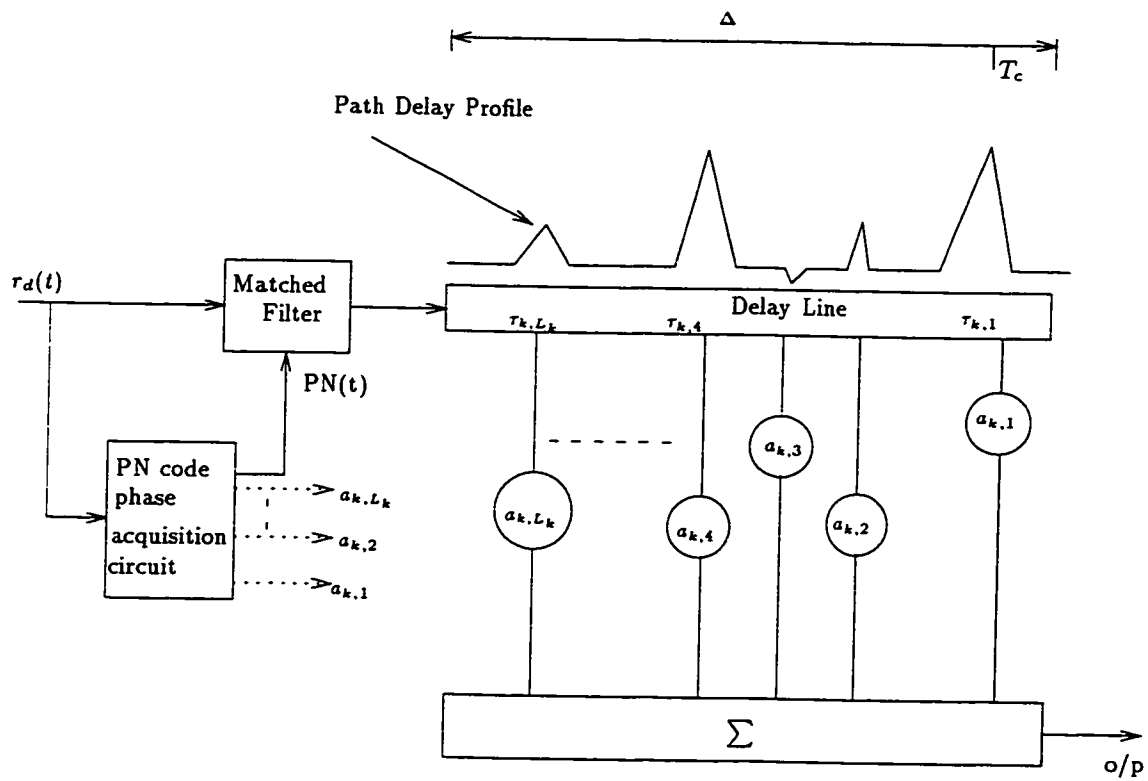 Δ
T_c
Path Delay Profile
r_d(t)
Matched
Filter
Delay Line
τ_{k,L_k}
τ_{k,4}
τ_{k,1}
PN(t)
a_{k,1}
a_{k,3}
PN code
phase
acquisition
circuit
a_{k,L_k}
a_{k,2}
a_{k,1}
a_{k,L_k}
a_{k,4}
a_{k,2}
Σ
o/p